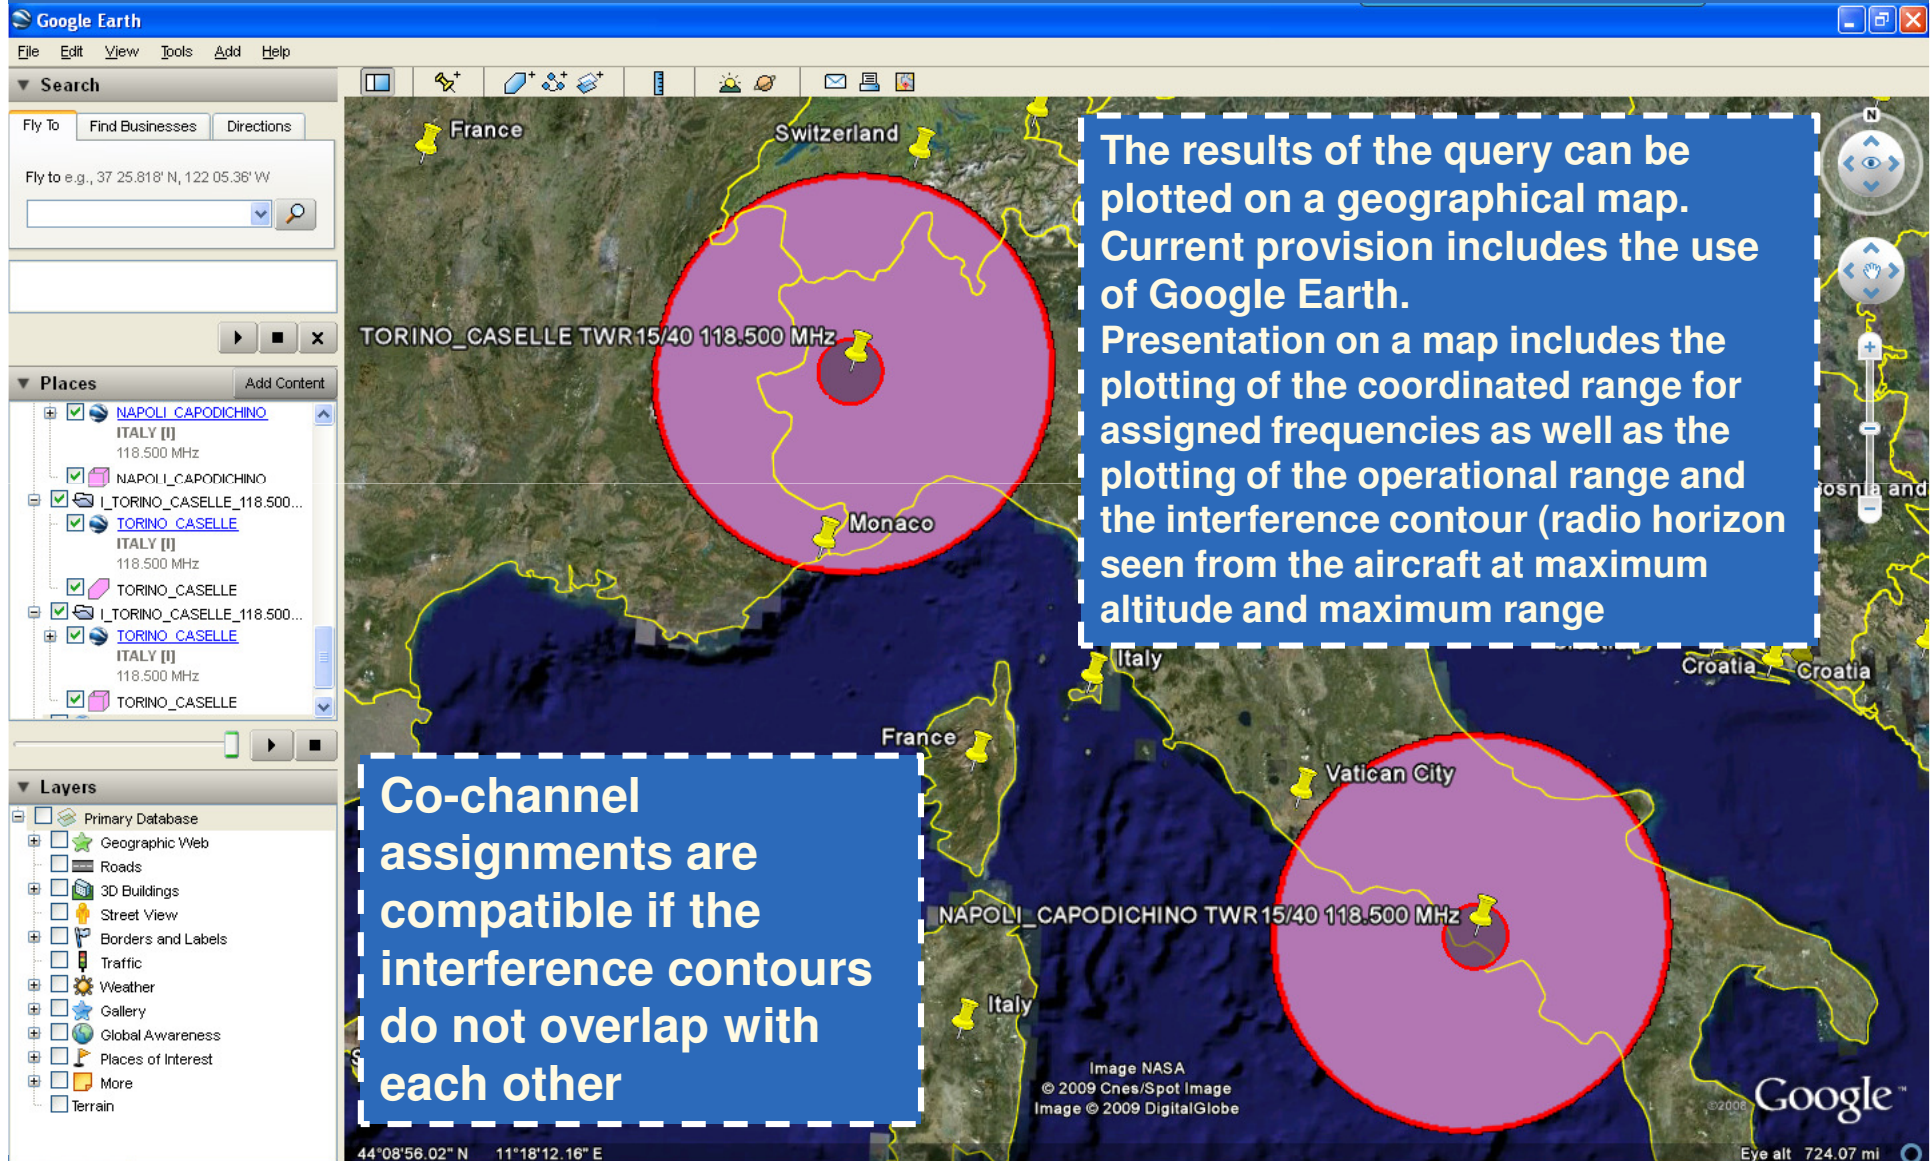 Google Earth
File Edit View Tools Add Help
Search
Fly To Find Businesses Directions
Fly to e.g., 37 25.818' N, 122 05.36' W
Places
Add Content
NAPOLI_CAPODICHINO
ITALY [I]
118.500 MHz
NAPOLI_CAPODICHINO
I_TORINO_CASELLE_118.500...
TORINO_CASELLE
ITALY [I]
118.500 MHz
TORINO_CASELLE
I_TORINO_CASELLE_118.500...
TORINO_CASELLE
ITALY [I]
118.500 MHz
TORINO_CASELLE
Layers
Primary Database
Geographic Web
Roads
3D Buildings
Street View
Borders and Labels
Traffic
Weather
Gallery
Global Awareness
Places of Interest
More
Terrain
France
Switzerland
N
TORINO_CASELLE TWR15/40 118.500 MHz
Monaco
The results of the query can be
plotted on a geographical map.
Current provision includes the use
of Google Earth.
Presentation on a map includes the
plotting of the coordinated range for
assigned frequencies as well as the
plotting of the operational range and
the interference contour (radio horizon
seen from the aircraft at maximum
altitude and maximum range
osnia and
Italy
Croatia
Croatia
France
Vatican City
Co-channel
assignments are
compatible if the
interference contours
do not overlap with
each other
NAPOLI_CAPODICHINO TWR15/40 118.500 MHz
Italy
Image NASA
© 2009 Cnes/Spot Image
Image © 2009 DigitalGlobe
©2008 Google™
44°08'56.02" N 11°18'12.16" E
Eye alt 724.07 mi